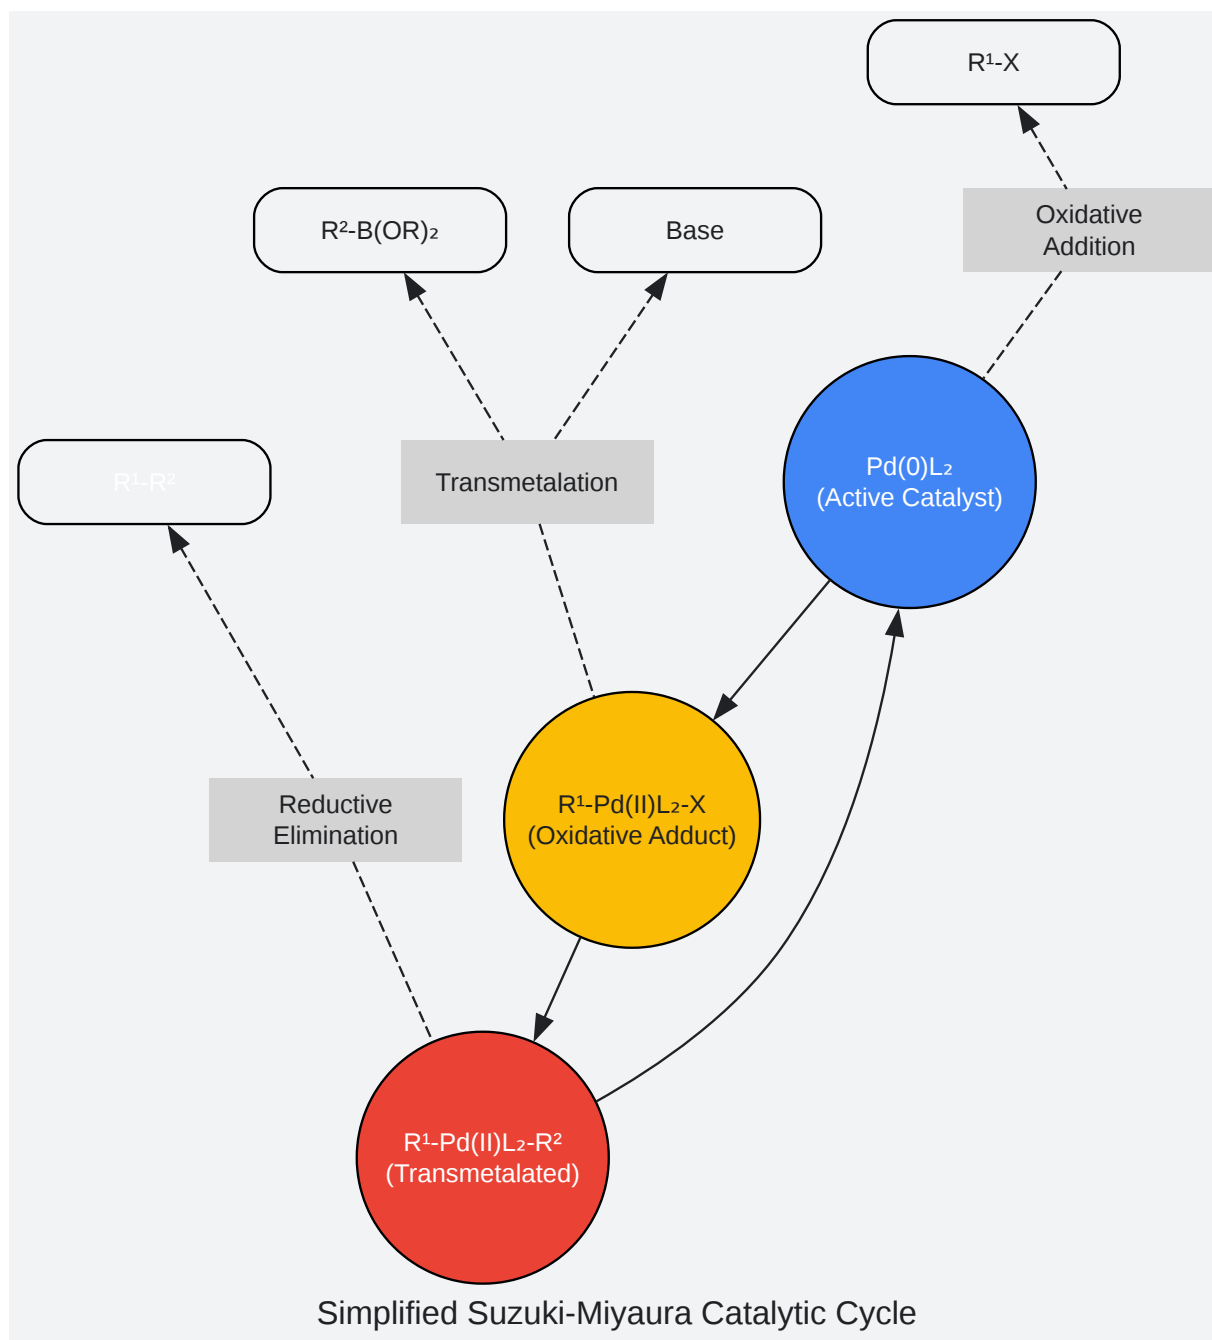 R¹-X
Oxidative
Addition
R²-B(OR)₂
Base
R¹-R²
Transmetalation
Pd(0)L₂
(Active Catalyst)
Reductive
Elimination
R¹-Pd(II)L₂-X
(Oxidative Adduct)
R¹-Pd(II)L₂-R²
(Transmetalated)
Simplified Suzuki-Miyaura Catalytic Cycle